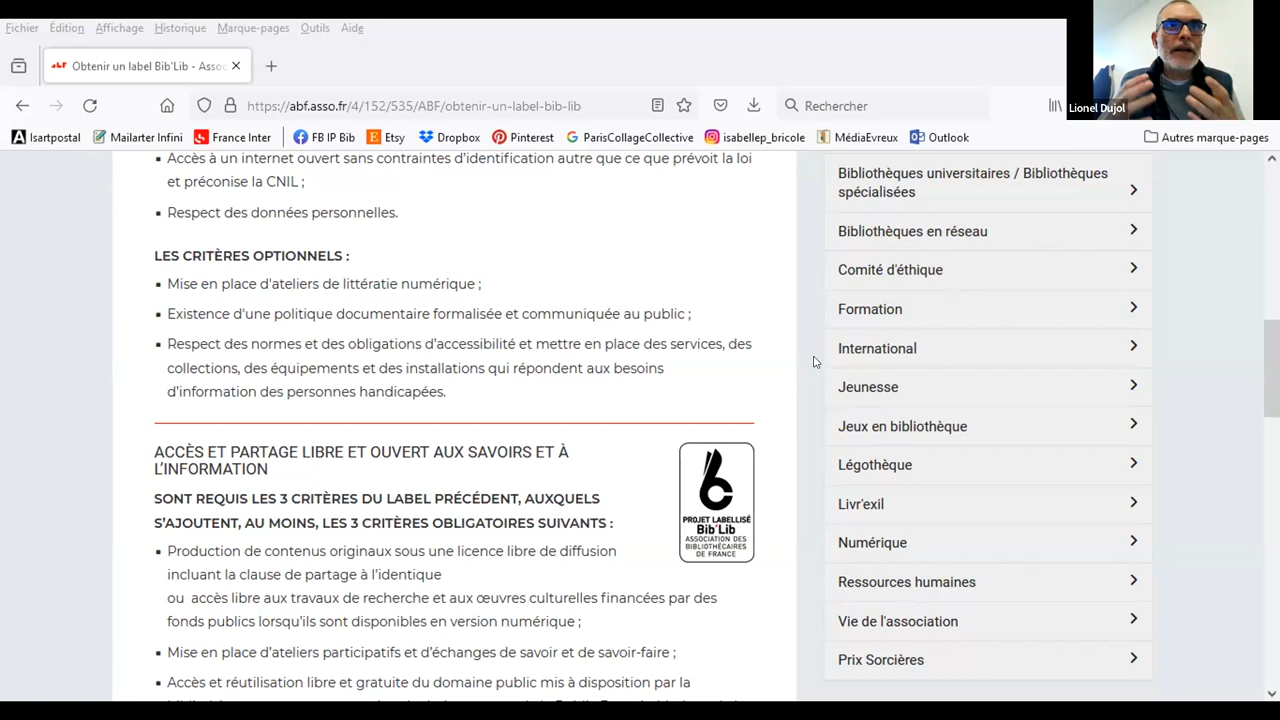 Fichier Édition Affichage Historique Marque-pages Outils Aide
Obtenir un label Bib'Lib - Assoc
https://abf.asso.fr/4/152/535/ABF/obtenir-un-label-bib-lib
Rechercher
Lionel Dujol
Isartpostal Mailarter Infini France Inter FB IP Bib Etsy Dropbox Pinterest ParisCollageCollective isabellep_bricole MédiaEvreux Outlook Autres marque-pages
▪ Accès à un internet ouvert sans contraintes d'identification autre que ce que prévoit la loi
et préconise la CNIL ;
▪ Respect des données personnelles.
LES CRITÈRES OPTIONNELS :
▪ Mise en place d'ateliers de littératie numérique ;
▪ Existence d'une politique documentaire formalisée et communiquée au public ;
▪ Respect des normes et des obligations d'accessibilité et mettre en place des services, des
collections, des équipements et des installations qui répondent aux besoins
d'information des personnes handicapées.
ACCÈS ET PARTAGE LIBRE ET OUVERT AUX SAVOIRS ET À
L'INFORMATION
SONT REQUIS LES 3 CRITÈRES DU LABEL PRÉCÉDENT, AUXQUELS
S'AJOUTENT, AU MOINS, LES 3 CRITÈRES OBLIGATOIRES SUIVANTS :
PROJET LABELLISÉ
Bib'Lib
ASSOCIATION DES
BIBLIOTHÉCAIRES
DE FRANCE
▪ Production de contenus originaux sous une licence libre de diffusion
incluant la clause de partage à l'identique
ou accès libre aux travaux de recherche et aux œuvres culturelles financées par des
fonds publics lorsqu'ils sont disponibles en version numérique ;
▪ Mise en place d'ateliers participatifs et d'échanges de savoir et de savoir-faire ;
▪ Accès et réutilisation libre et gratuite du domaine public mis à disposition par la
Bibliothèques universitaires / Bibliothèques
spécialisées
Bibliothèques en réseau
Comité d'éthique
Formation
International
Jeunesse
Jeux en bibliothèque
Légothèque
Livr'exil
Numérique
Ressources humaines
Vie de l'association
Prix Sorcières